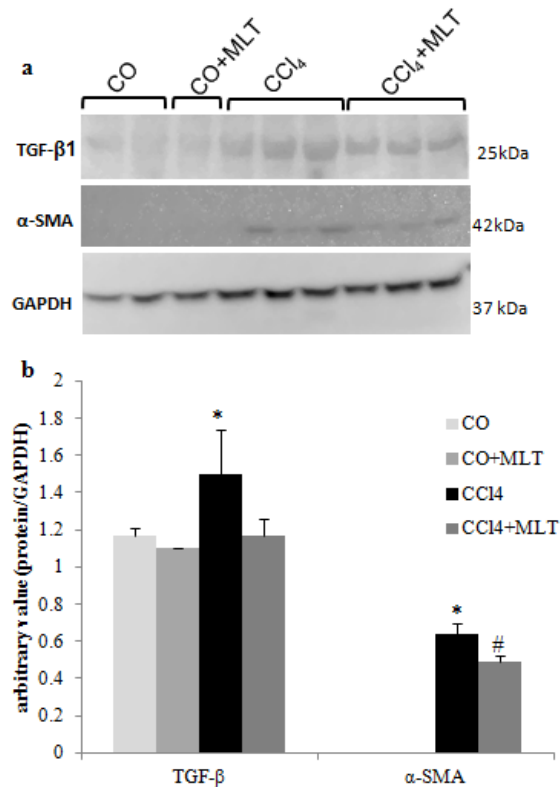 a
CO CO+MLT CCl₄ CCl₄+MLT
TGF-β1 25kDa
α-SMA 42kDa
GAPDH 37 kDa
b
arbitrary value (protein/GAPDH)
2
1.8
1.6
1.4
1.2
1
0.8
0.6
0.4
0.2
0
*
*
#
CO
CO+MLT
CCl4
CCl4+MLT
TGF-β α-SMA